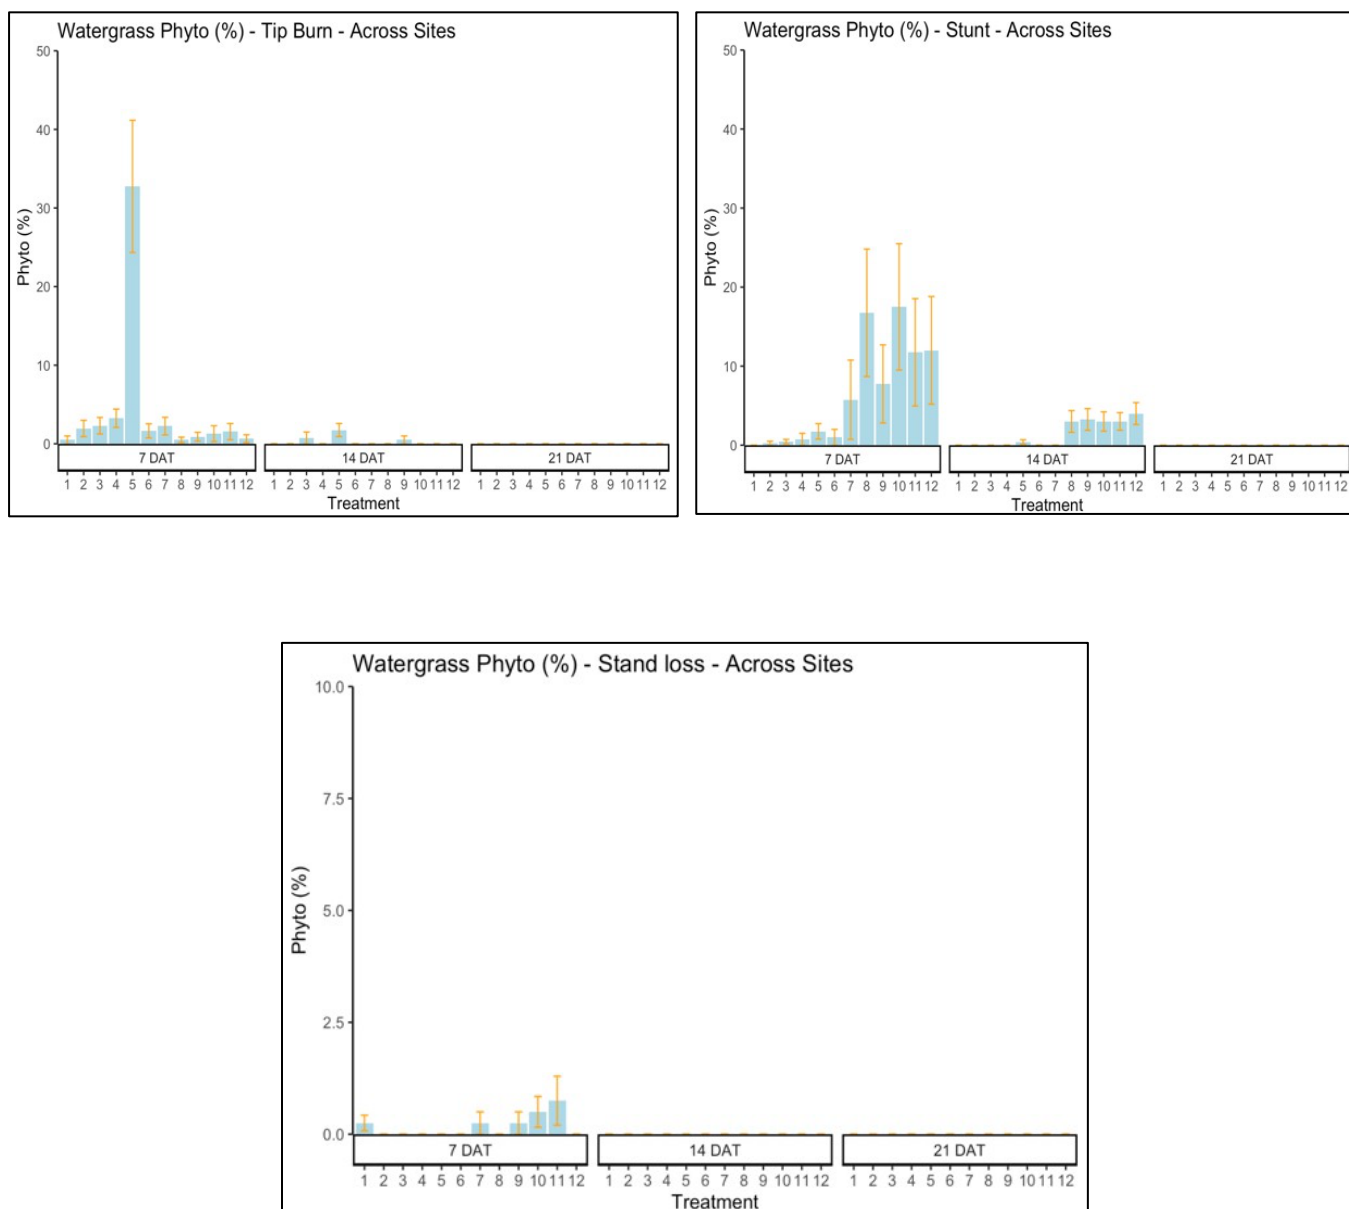 Watergrass Phyto (%) - Tip Burn - Across Sites
50
40
30
20
10
0
Phyto (%)
7 DAT 14 DAT 21 DAT
1 2 3 4 5 6 7 8 9 10 11 12 1 2 3 4 5 6 7 8 9 10 11 12 1 2 3 4 5 6 7 8 9 10 11 12
Treatment
Watergrass Phyto (%) - Stunt - Across Sites
50
40
30
20
10
0
Phyto (%)
7 DAT 14 DAT 21 DAT
1 2 3 4 5 6 7 8 9 10 11 12 1 2 3 4 5 6 7 8 9 10 11 12 1 2 3 4 5 6 7 8 9 10 11 12
Treatment
Watergrass Phyto (%) - Stand loss - Across Sites
10.0
7.5
5.0
2.5
0.0
Phyto (%)
7 DAT 14 DAT 21 DAT
1 2 3 4 5 6 7 8 9 10 11 12 1 2 3 4 5 6 7 8 9 10 11 12 1 2 3 4 5 6 7 8 9 10 11 12
Treatment